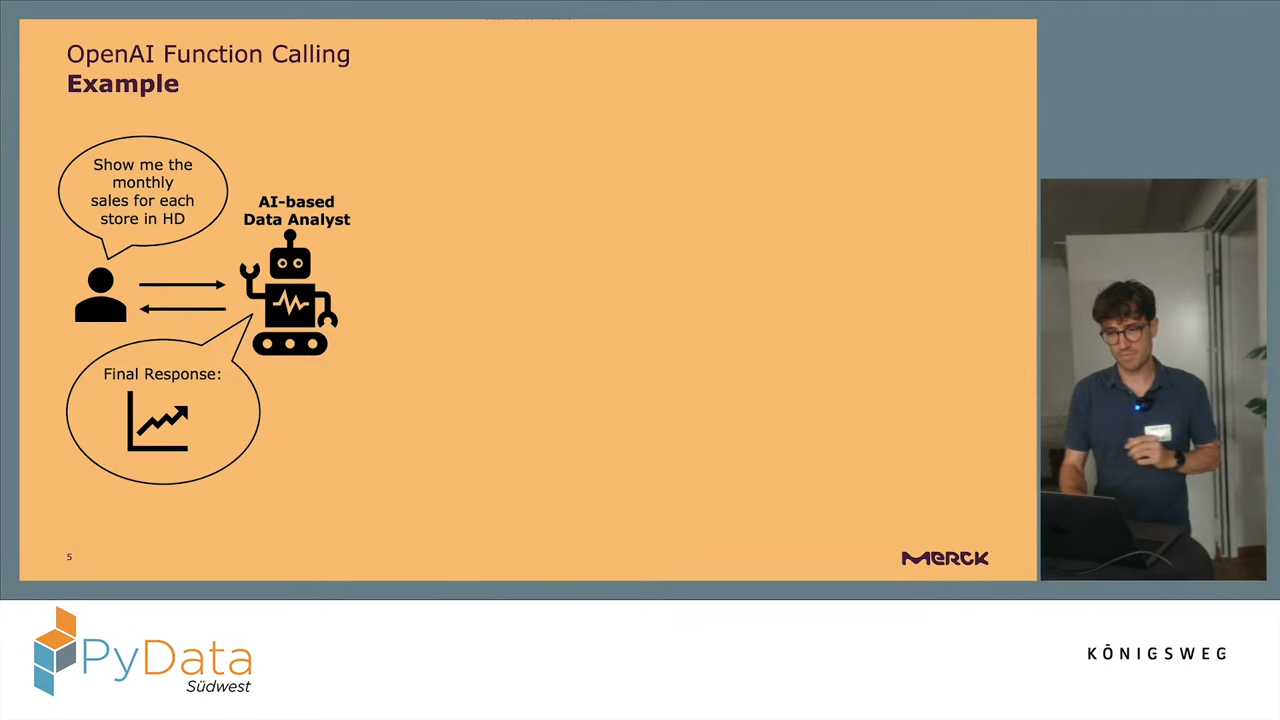 OpenAI Function Calling
Example
Show me the
monthly
sales for each
store in HD
AI-based
Data Analyst
Final Response:
5
MERCK
PyData
Südwest
KÖNIGSWEG